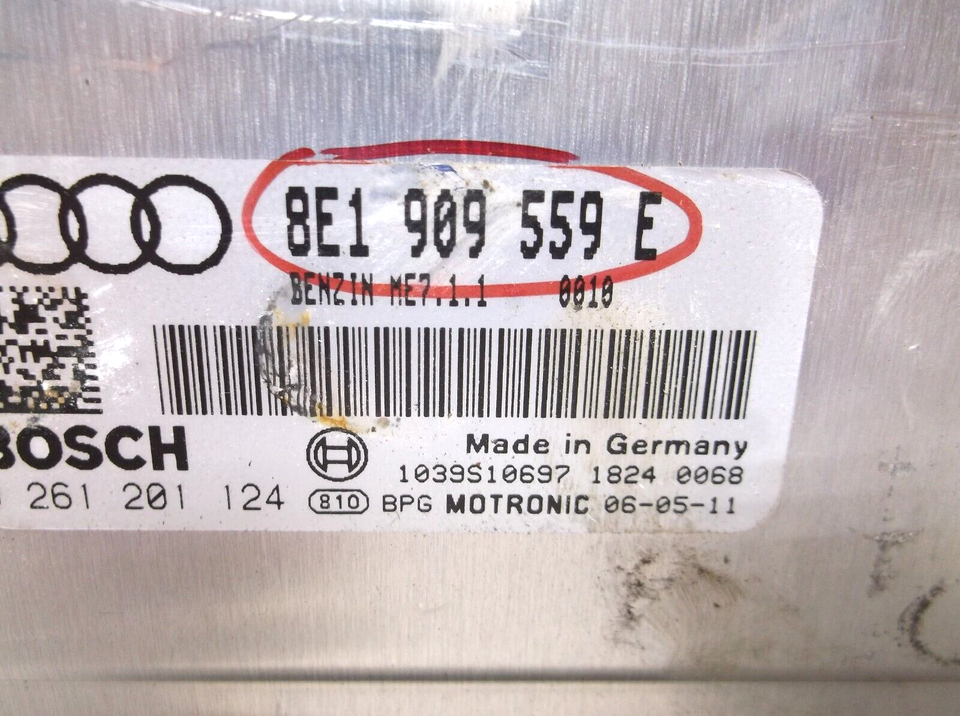 8E1 909 559 E
BENZIN ME7.1.1 0010
BOSCH
Made in Germany
1039S10697 1824 0068
261 201 124 810 BPG MOTRONIC 06-05-11